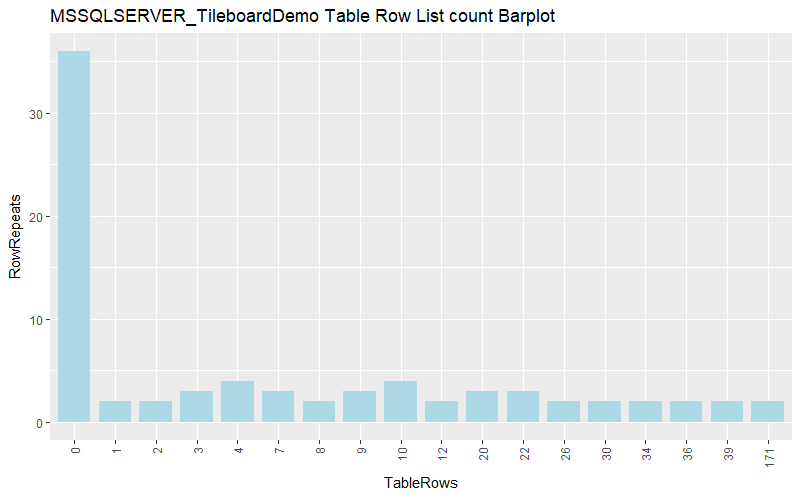 MSSQLSERVER_TileboardDemo Table Row List count Barplot
RowRepeats
30
20
10
0
0 1 2 3 4 7 8 9 10 12 20 22 26 30 34 36 39 171
TableRows